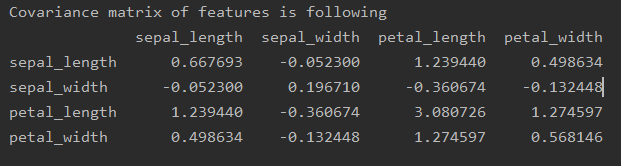 Covariance matrix of features is following
sepal_length sepal_width petal_length petal_width
sepal_length 0.667693 -0.052300 1.239440 0.498634
sepal_width -0.052300 0.196710 -0.360674 -0.132448
petal_length 1.239440 -0.360674 3.080726 1.274597
petal_width 0.498634 -0.132448 1.274597 0.568146